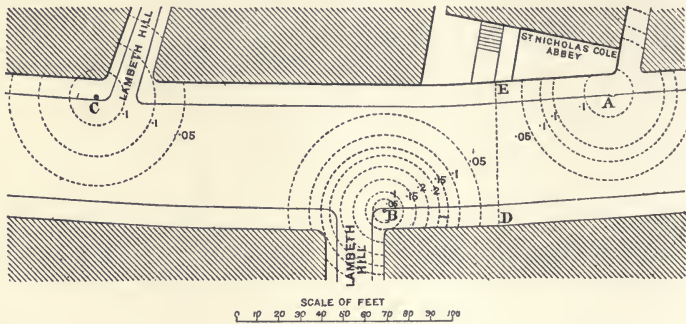 LAMBETH HILL
ST NICHOLAS COLE
ABBEY
C
E
A
.1
.1
.05
.05
.05
.1
.1
.1
.15
.2
.2
.15
.1
.05
B
D
LAMBETH
HILL
SCALE OF FEET
0 10 20 30 40 50 60 70 80 90 100